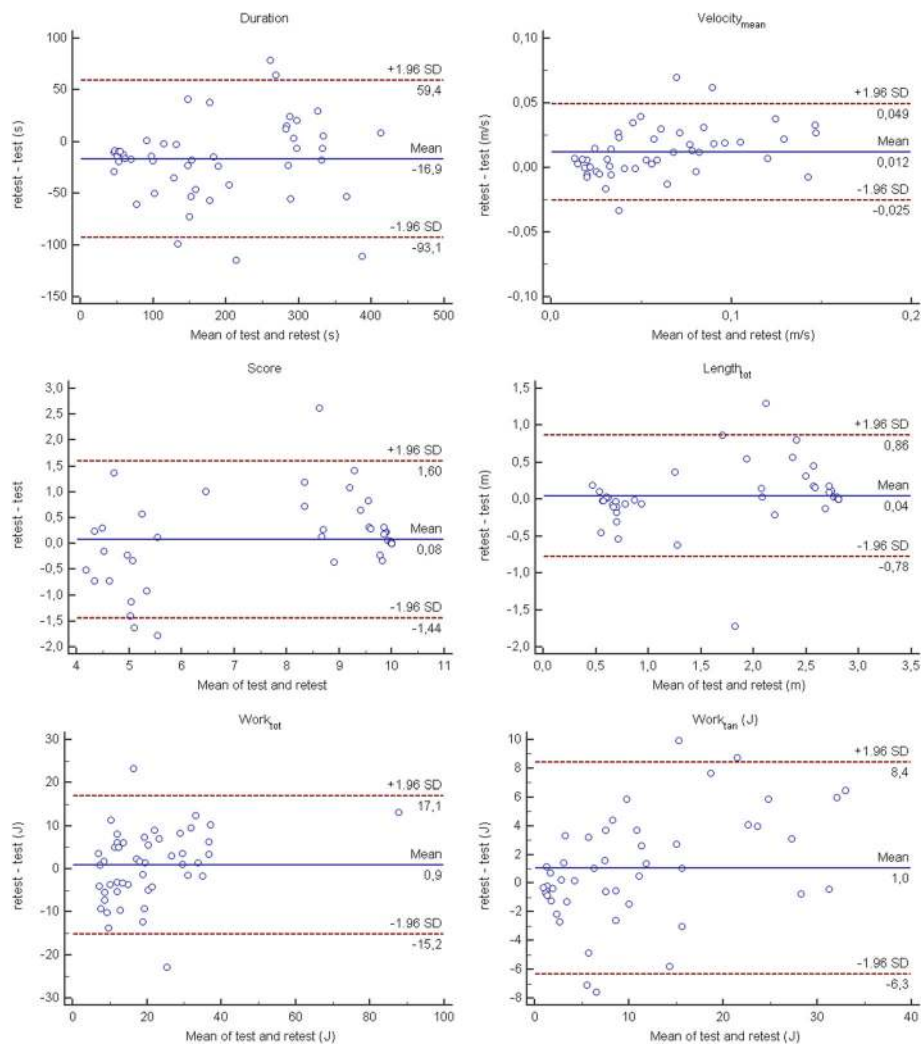 Duration
100
50
0
-50
-100
-150
retest - test (s)
+1.96 SD
59,4
Mean
-16,9
-1.96 SD
-93,1
0 100 200 300 400 500
Mean of test and retest (s)
Velocitymean
0,10
0,05
0,00
-0,05
-0,10
retest - test (m/s)
+1.96 SD
0,049
Mean
0,012
-1.96 SD
-0,025
0,0 0,1 0,2
Mean of test and retest (m/s)
Score
3,0
2,5
2,0
1,5
1,0
0,5
0,0
-0,5
-1,0
-1,5
-2,0
retest - test
+1.96 SD
1,60
Mean
0,08
-1.96 SD
-1,44
4 5 6 7 8 9 10 11
Mean of test and retest
Lengthtot
1,5
1,0
0,5
0,0
-0,5
-1,0
-1,5
-2,0
retest - test (m)
+1.96 SD
0,86
Mean
0,04
-1.96 SD
-0,78
0,0 0,5 1,0 1,5 2,0 2,5 3,0 3,5
Mean of test and retest (m)
Worktot
30
20
10
0
-10
-20
-30
retest - test (J)
+1.96 SD
17,1
Mean
0,9
-1.96 SD
-15,2
0 20 40 60 80 100
Mean of test and retest (J)
Worktan (J)
10
8
6
4
2
0
-2
-4
-6
-8
retest - test (J)
+1.96 SD
8,4
Mean
1,0
-1.96 SD
-6,3
0 10 20 30 40
Mean of test and retest (J)